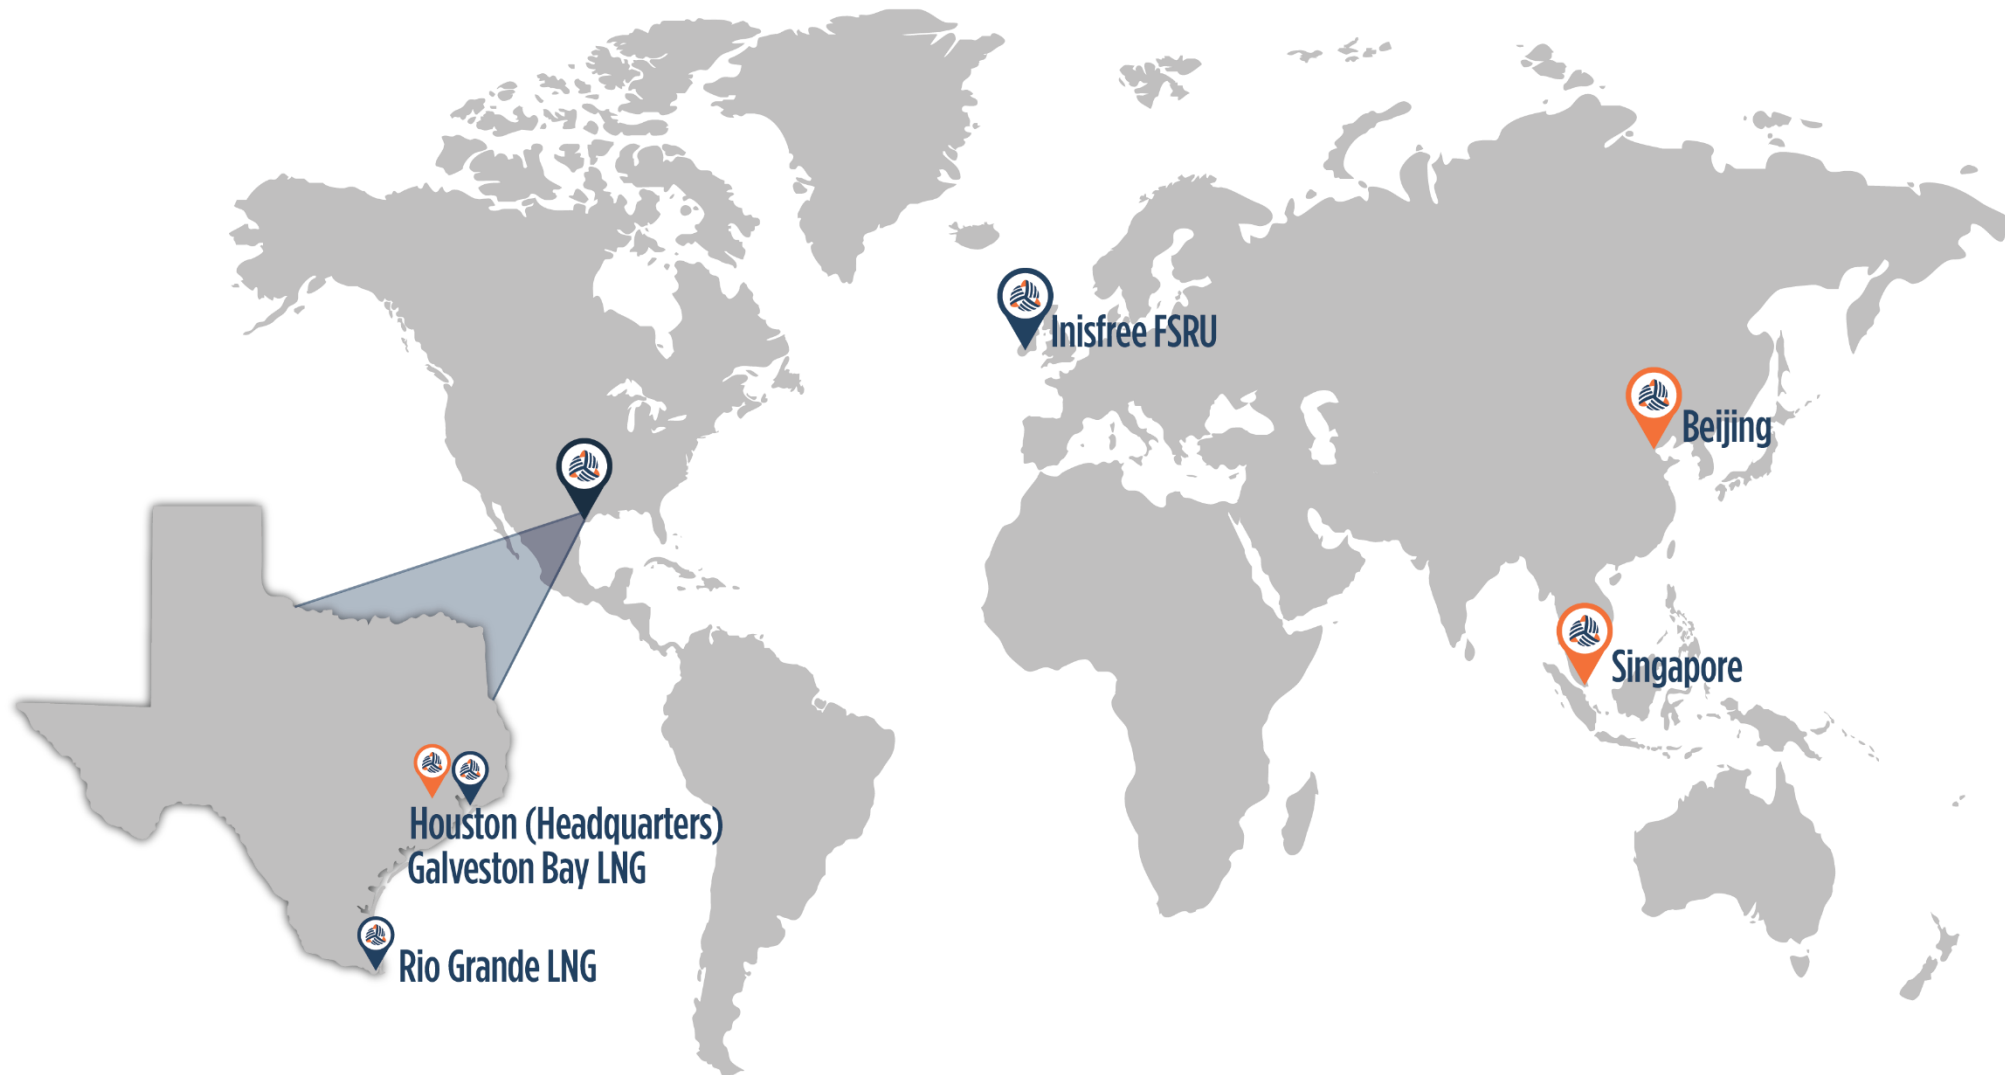 Inisfree FSRU
Beijing
Singapore
Houston (Headquarters)
Galveston Bay LNG
Rio Grande LNG